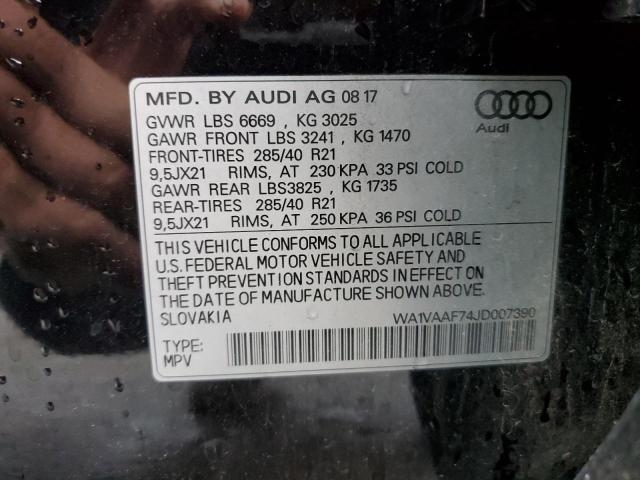 MFD. BY AUDI AG 08 17
GVWR LBS 6669 , KG 3025
GAWR FRONT LBS 3241 , KG 1470
FRONT-TIRES 285/40 R21
9,5JX21 RIMS, AT 230 KPA 33 PSI COLD
GAWR REAR LBS3825 , KG 1735
REAR-TIRES 285/40 R21
9,5JX21 RIMS, AT 250 KPA 36 PSI COLD
Audi
THIS VEHICLE CONFORMS TO ALL APPLICABLE
U.S. FEDERAL MOTOR VEHICLE SAFETY AND
THEFT PREVENTION STANDARDS IN EFFECT ON
THE DATE OF MANUFACTURE SHOWN ABOVE.
SLOVAKIA
WA1VAAF74JD007390
TYPE:
MPV